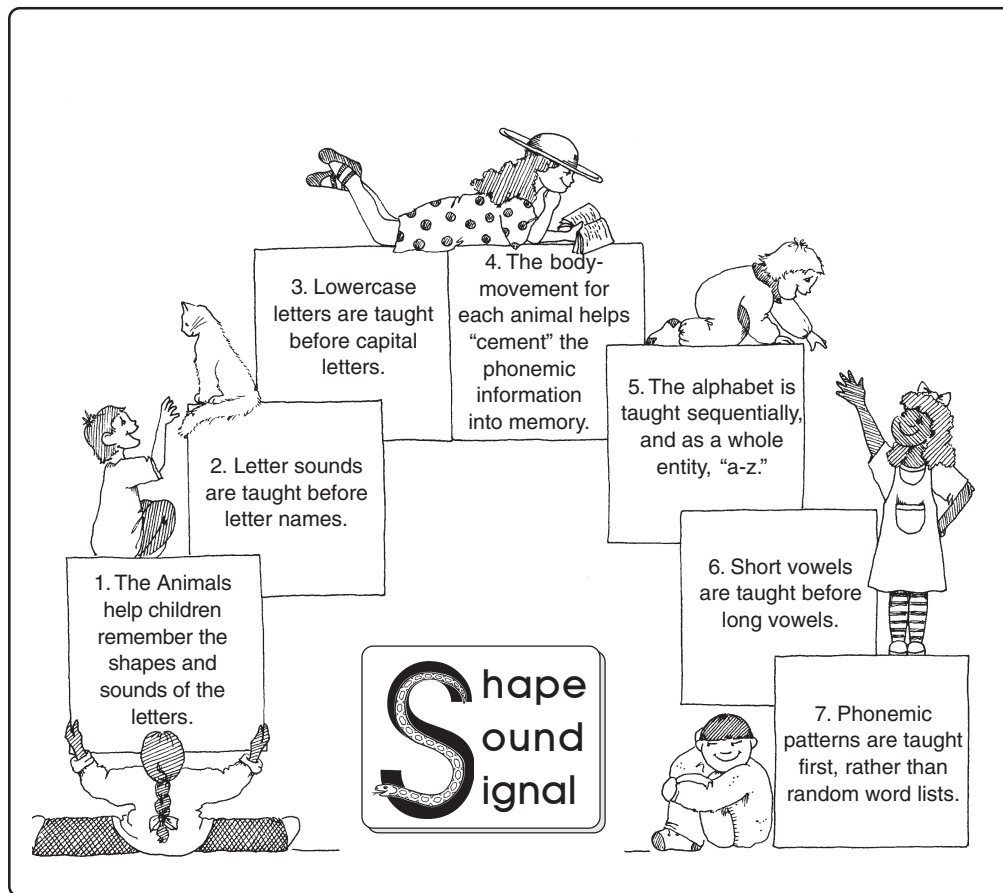 1. The Animals
help children
remember the
shapes and
sounds of the
letters.
2. Letter sounds
are taught before
letter names.
3. Lowercase
letters are taught
before capital
letters.
4. The body-
movement for
each animal helps
“cement” the
phonemic
information
into memory.
5. The alphabet is
taught sequentially,
and as a whole
entity, “a-z.”
6. Short vowels
are taught before
long vowels.
7. Phonemic
patterns are taught
first, rather than
random word lists.
Shape
Sound
Signal